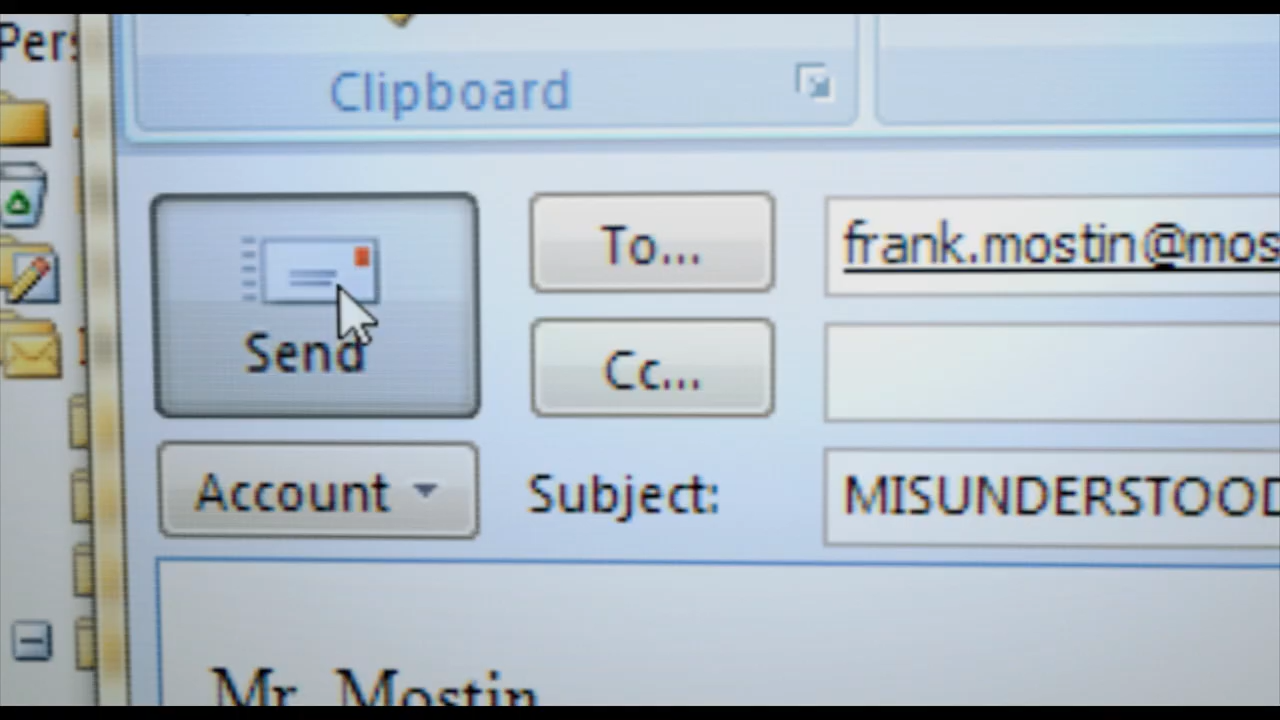 Pers
Clipboard
Send
To...
frank.mostin@mos
Cc...
Account
Subject:
MISUNDERSTOOD
Mr. Mostin